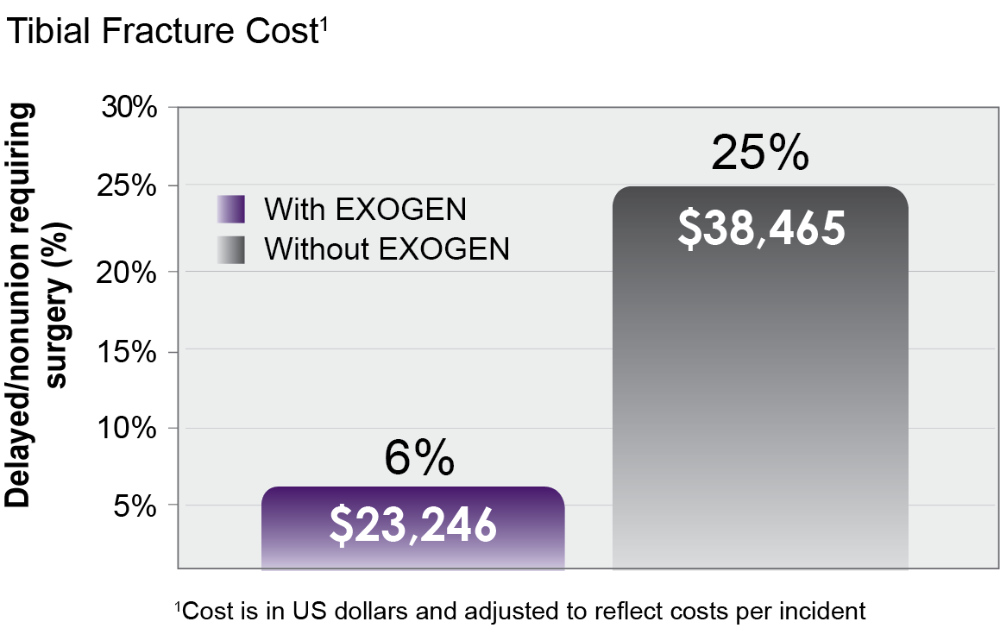 Tibial Fracture Cost¹
Delayed/nonunion requiring
surgery (%)
30%
25%
20%
15%
10%
5%
With EXOGEN
Without EXOGEN
6%
$23,246
25%
$38,465
¹Cost is in US dollars and adjusted to reflect costs per incident